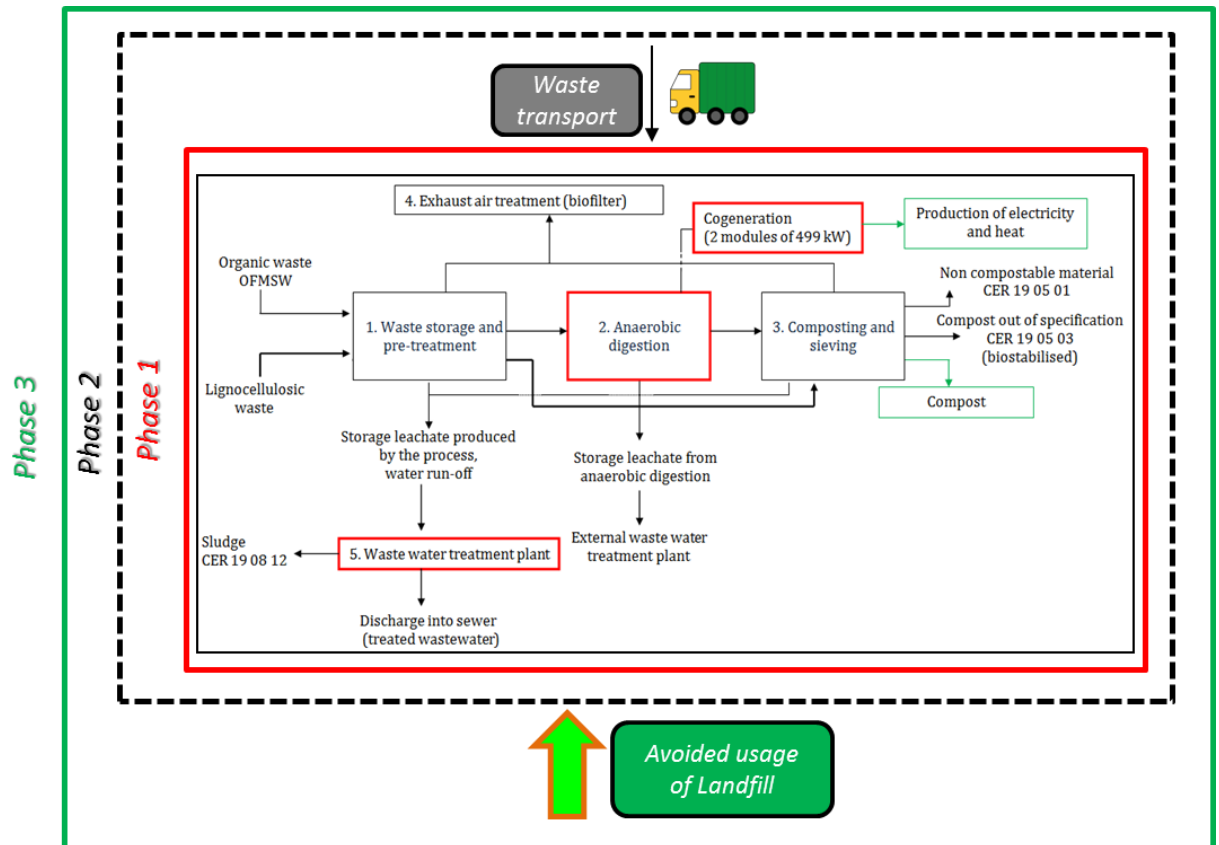 Waste
transport
4. Exhaust air treatment (biofilter)
Cogeneration
(2 modules of 499 kW)
Production of electricity
and heat
Organic waste
OFMSW
Non compostable material
CER 19 05 01
1. Waste storage and
pre-treatment
2. Anaerobic
digestion
3. Composting and
sieving
Compost out of specification
CER 19 05 03
(biostabilised)
Lignocellulosic
waste
Compost
Storage leachate produced
by the process,
water run-off
Storage leachate from
anaerobic digestion
Sludge
CER 19 08 12
5. Waste water treatment plant
External waste water
treatment plant
Discharge into sewer
(treated wastewater)
Phase 3
Phase 2
Phase 1
Avoided usage
of Landfill